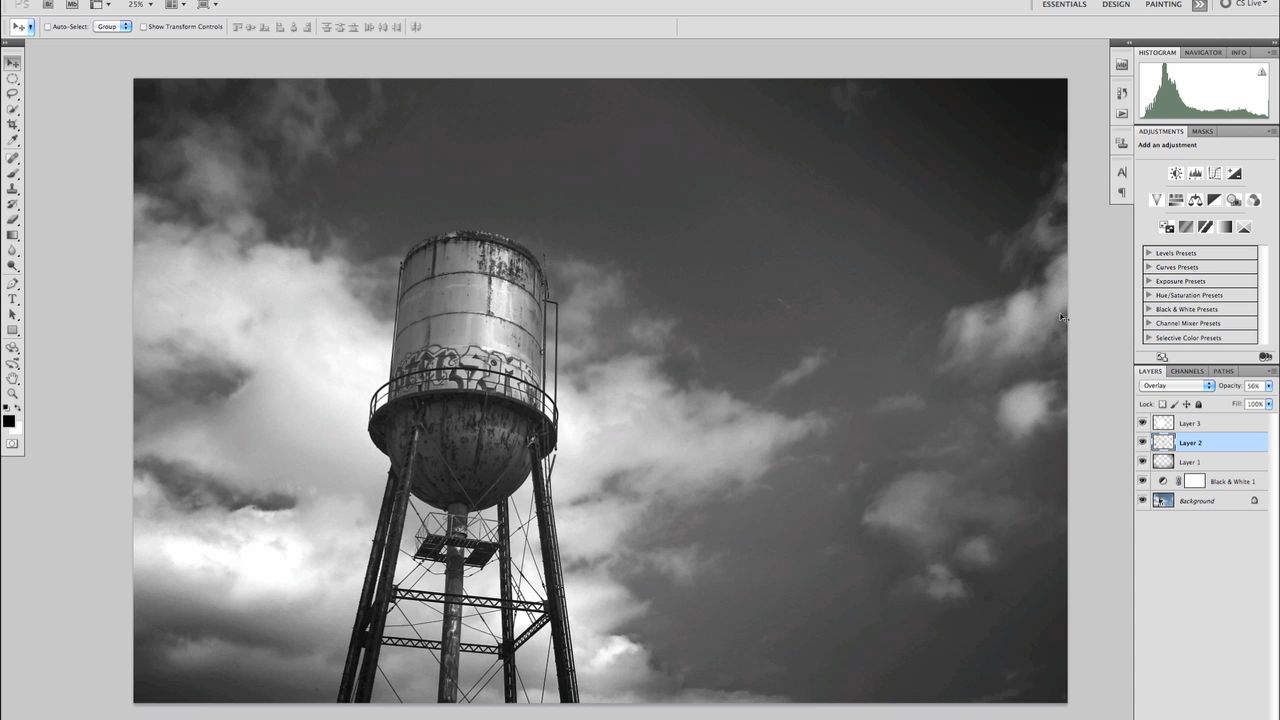 PS Br Mb 25% ESSENTIALS DESIGN PAINTING CS Live
Auto-Select: Group Show Transform Controls
HISTOGRAM NAVIGATOR INFO
ADJUSTMENTS MASKS
Add an adjustment
Levels Presets
Curves Presets
Exposure Presets
Hue/Saturation Presets
Black & White Presets
Channel Mixer Presets
Selective Color Presets
LAYERS CHANNELS PATHS
Overlay Opacity: 56%
Lock: Fill: 100%
Layer 3
Layer 2
Layer 1
Black & White 1
Background